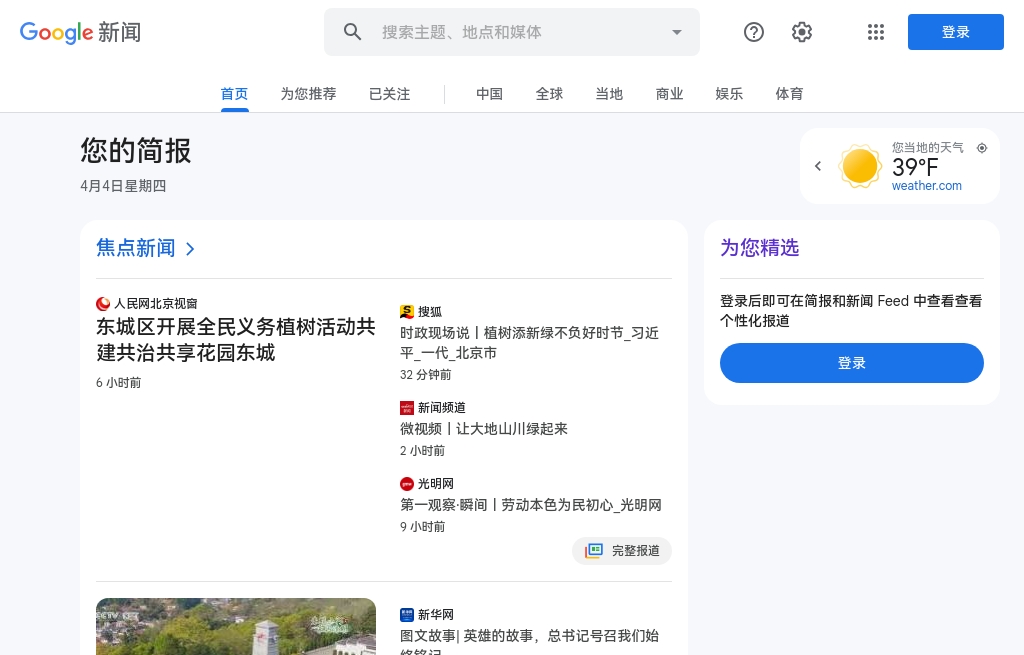 Google 新闻
搜索主题、地点和媒体
登录
首页
为您推荐
已关注
中国
全球
当地
商业
娱乐
体育
您的简报
4月4日星期四
您当地的天气
39°F
weather.com
焦点新闻
人民网北京视窗
东城区开展全民义务植树活动共
建共治共享花园东城
6 小时前
搜狐
时政现场说丨植树添新绿不负好时节_习近
平_一代_北京市
32 分钟前
新闻频道
微视频丨让大地山川绿起来
2 小时前
光明网
第一观察·瞬间丨劳动本色为民初心_光明网
9 小时前
完整报道
为您精选
登录后即可在简报和新闻 Feed 中查看查看
个性化报道
登录
CCTV
新华网
图文故事| 英雄的故事，总书记号召我们始
终铭记